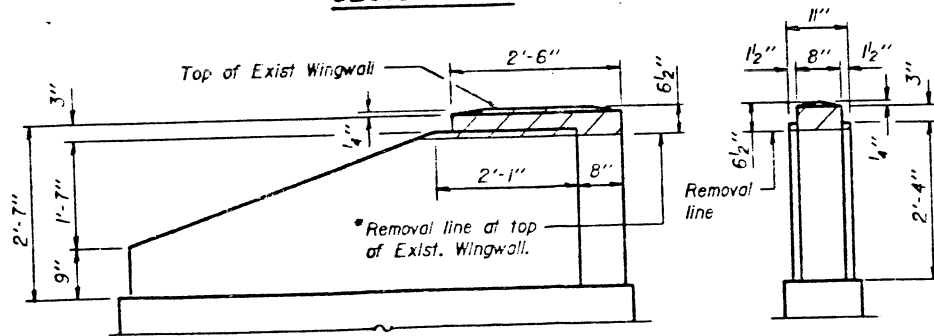 11"
1½" 8" 1½"
2'-6"
Top of Exist Wingwall
3"
6½"
3"
¼"
6½"
¼"
2'-7"
1'-7"
2'-1"
8"
Removal
line
2'-4"
*Removal line at top
of Exist. Wingwall.
9"